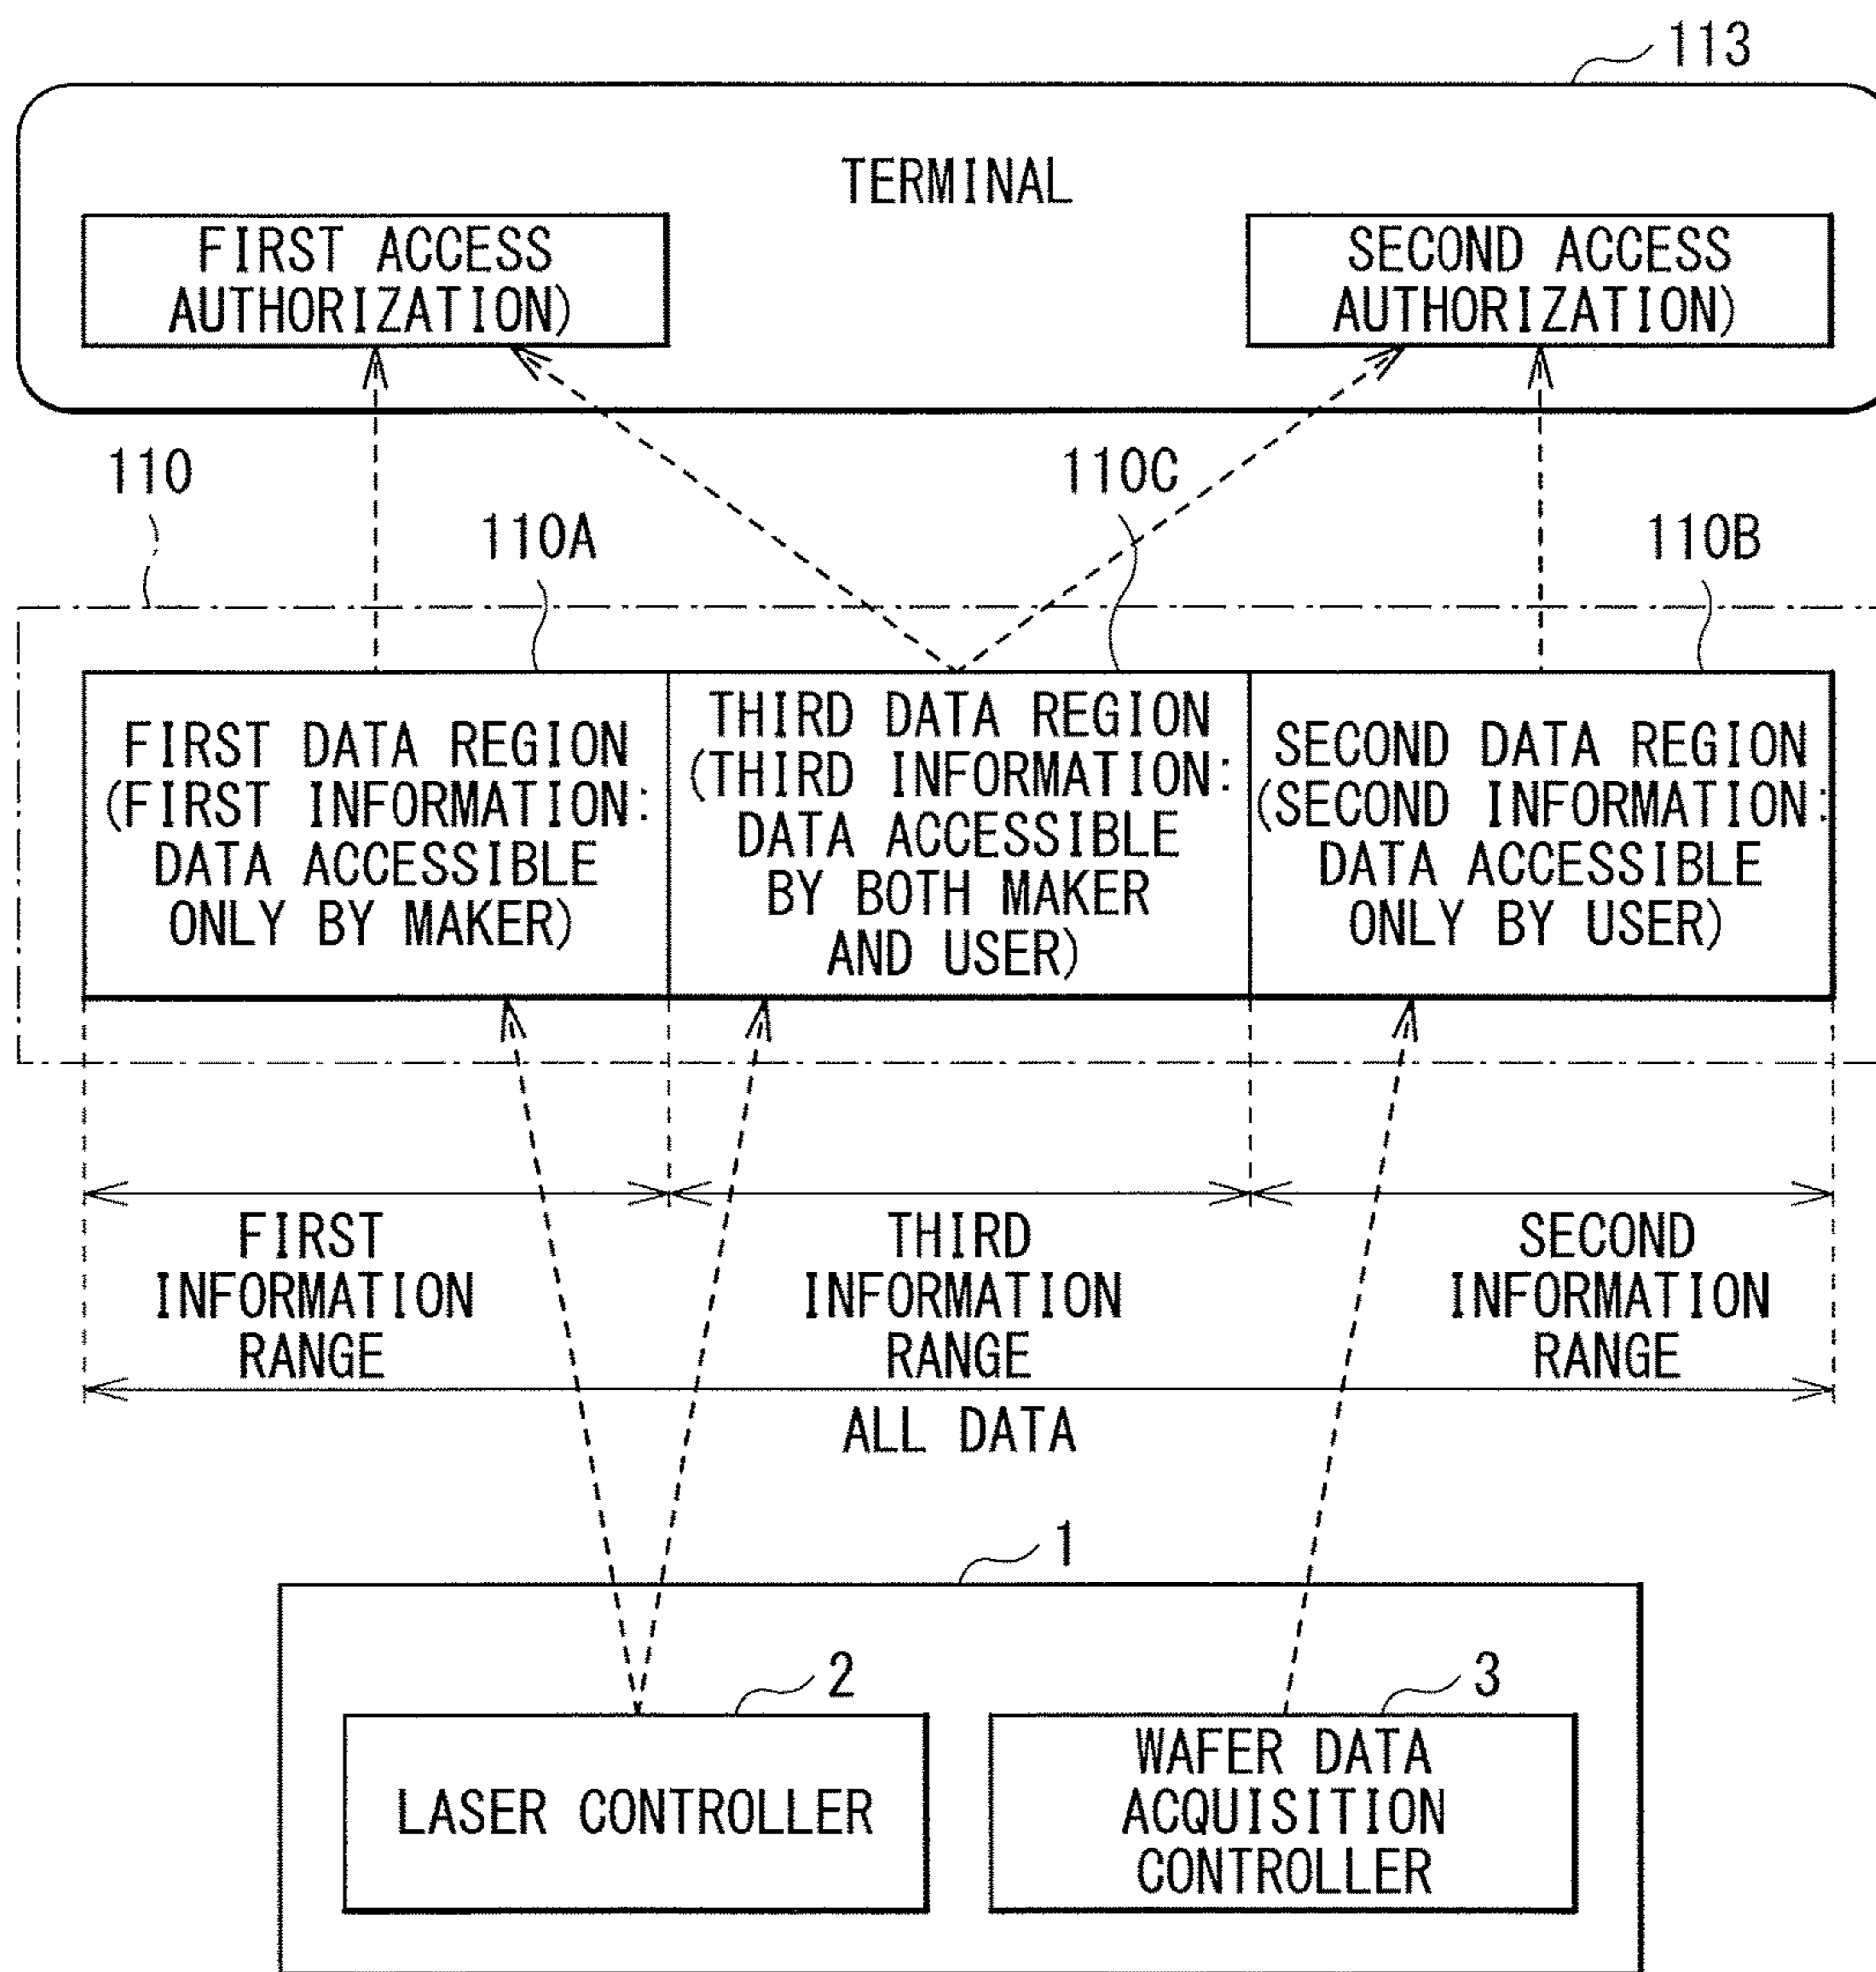 113
TERMINAL
FIRST ACCESS
AUTHORIZATION)
SECOND ACCESS
AUTHORIZATION)
110
110C
110A
110B
FIRST DATA REGION
(FIRST INFORMATION:
DATA ACCESSIBLE
ONLY BY MAKER)
THIRD DATA REGION
(THIRD INFORMATION:
DATA ACCESSIBLE
BY BOTH MAKER
AND USER)
SECOND DATA REGION
(SECOND INFORMATION:
DATA ACCESSIBLE
ONLY BY USER)
FIRST
INFORMATION
RANGE
THIRD
INFORMATION
RANGE
SECOND
INFORMATION
RANGE
ALL DATA
1
2
3
LASER CONTROLLER
WAFER DATA
ACQUISITION
CONTROLLER